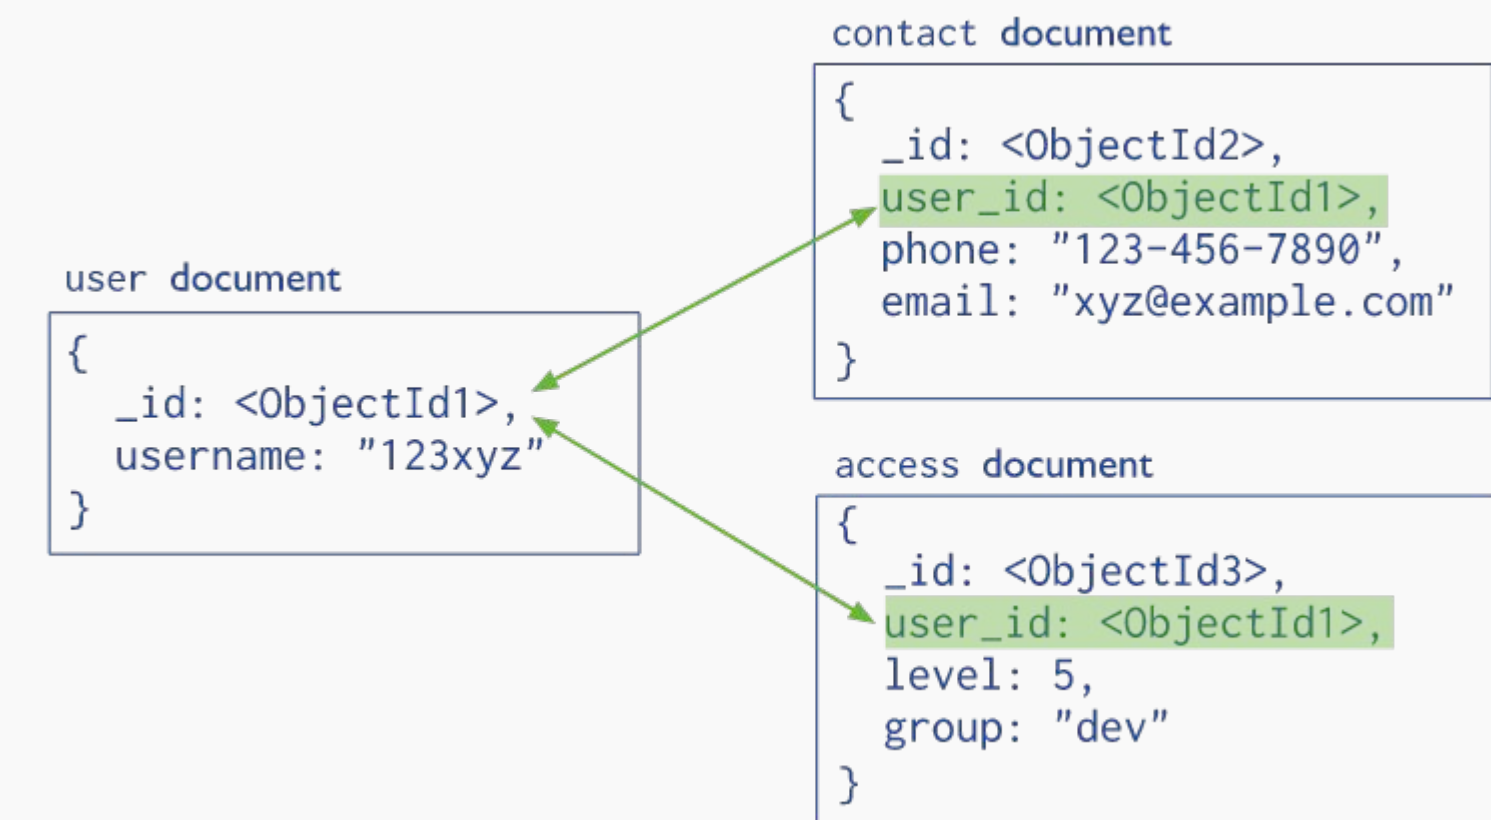 user document
{
_id: <ObjectId1>,
username: "123xyz"
}
contact document
{
_id: <ObjectId2>,
user_id: <ObjectId1>,
phone: "123-456-7890",
email: "xyz@example.com"
}
access document
{
_id: <ObjectId3>,
user_id: <ObjectId1>,
level: 5,
group: "dev"
}